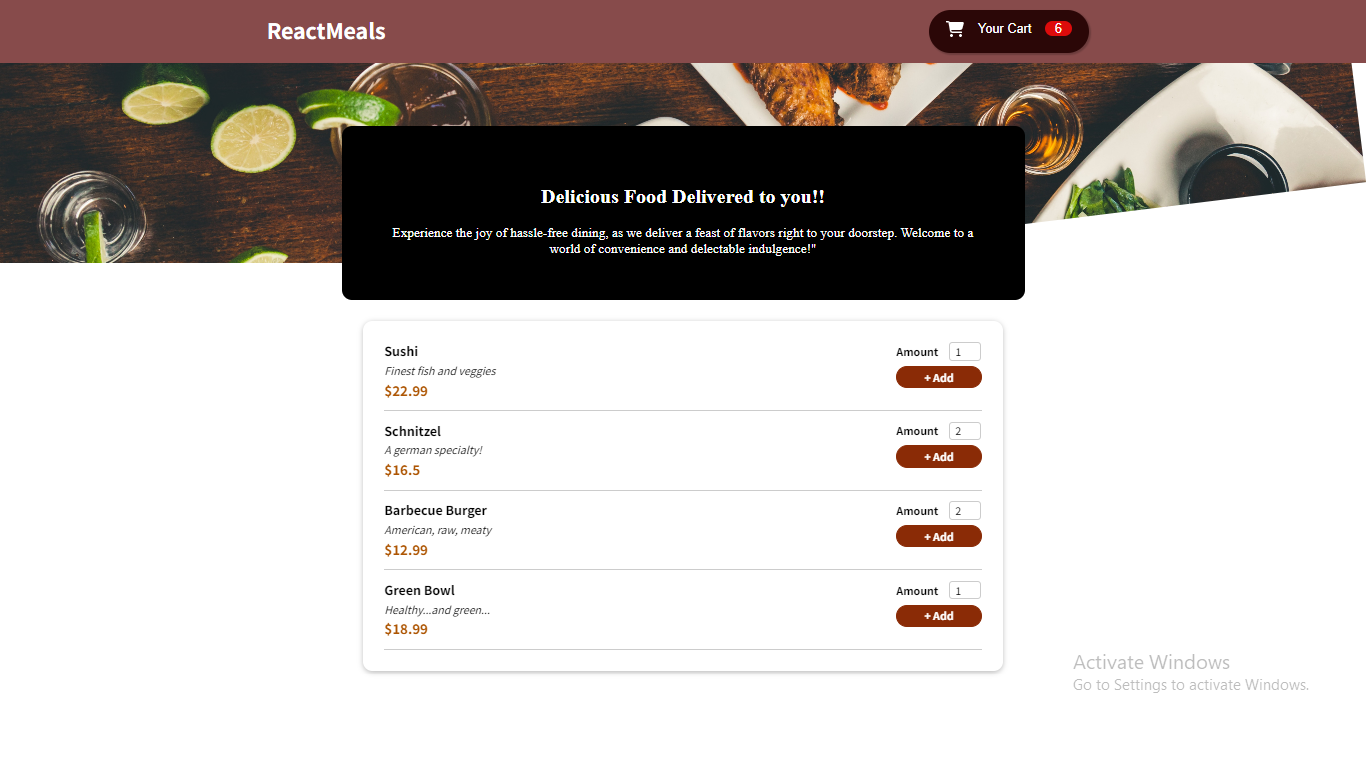 ReactMeals
Your Cart 6
Delicious Food Delivered to you!!
Experience the joy of hassle-free dining, as we deliver a feast of flavors right to your doorstep. Welcome to a
world of convenience and delectable indulgence!"
Sushi
Finest fish and veggies
$22.99
Amount 1
+ Add
Schnitzel
A german specialty!
$16.5
Amount 2
+ Add
Barbecue Burger
American, raw, meaty
$12.99
Amount 2
+ Add
Green Bowl
Healthy...and green...
$18.99
Amount 1
+ Add
Activate Windows
Go to Settings to activate Windows.